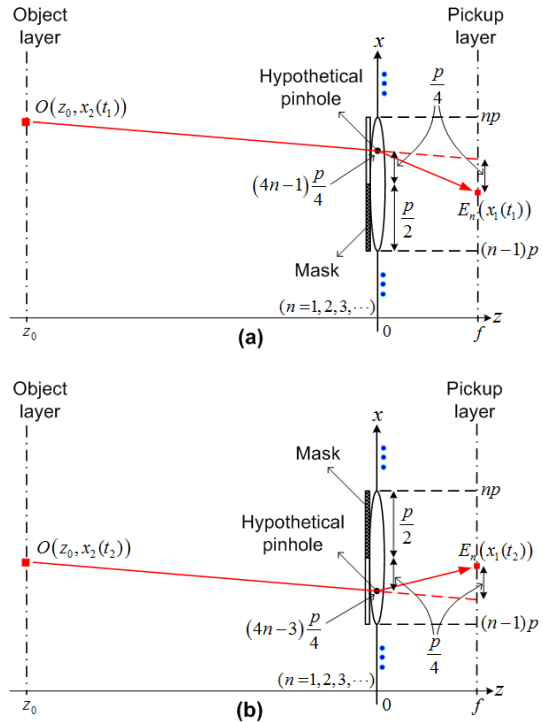 Object layer
Pickup layer
x
Hypothetical pinhole
p/4
np
O(z₀, x₂(t₁))
(4n−1) p/4
p/2
Eₙ(x₁(t₁))
(n−1)p
Mask
(n=1,2,3,⋯)
z
z₀
0
f
(a)
Object layer
Pickup layer
x
Mask
np
p/2
Hypothetical pinhole
O(z₀, x₂(t₂))
Eₙ(x₁(t₂))
(4n−3) p/4
p/4
(n−1)p
(n=1,2,3,⋯)
z
z₀
0
f
(b)